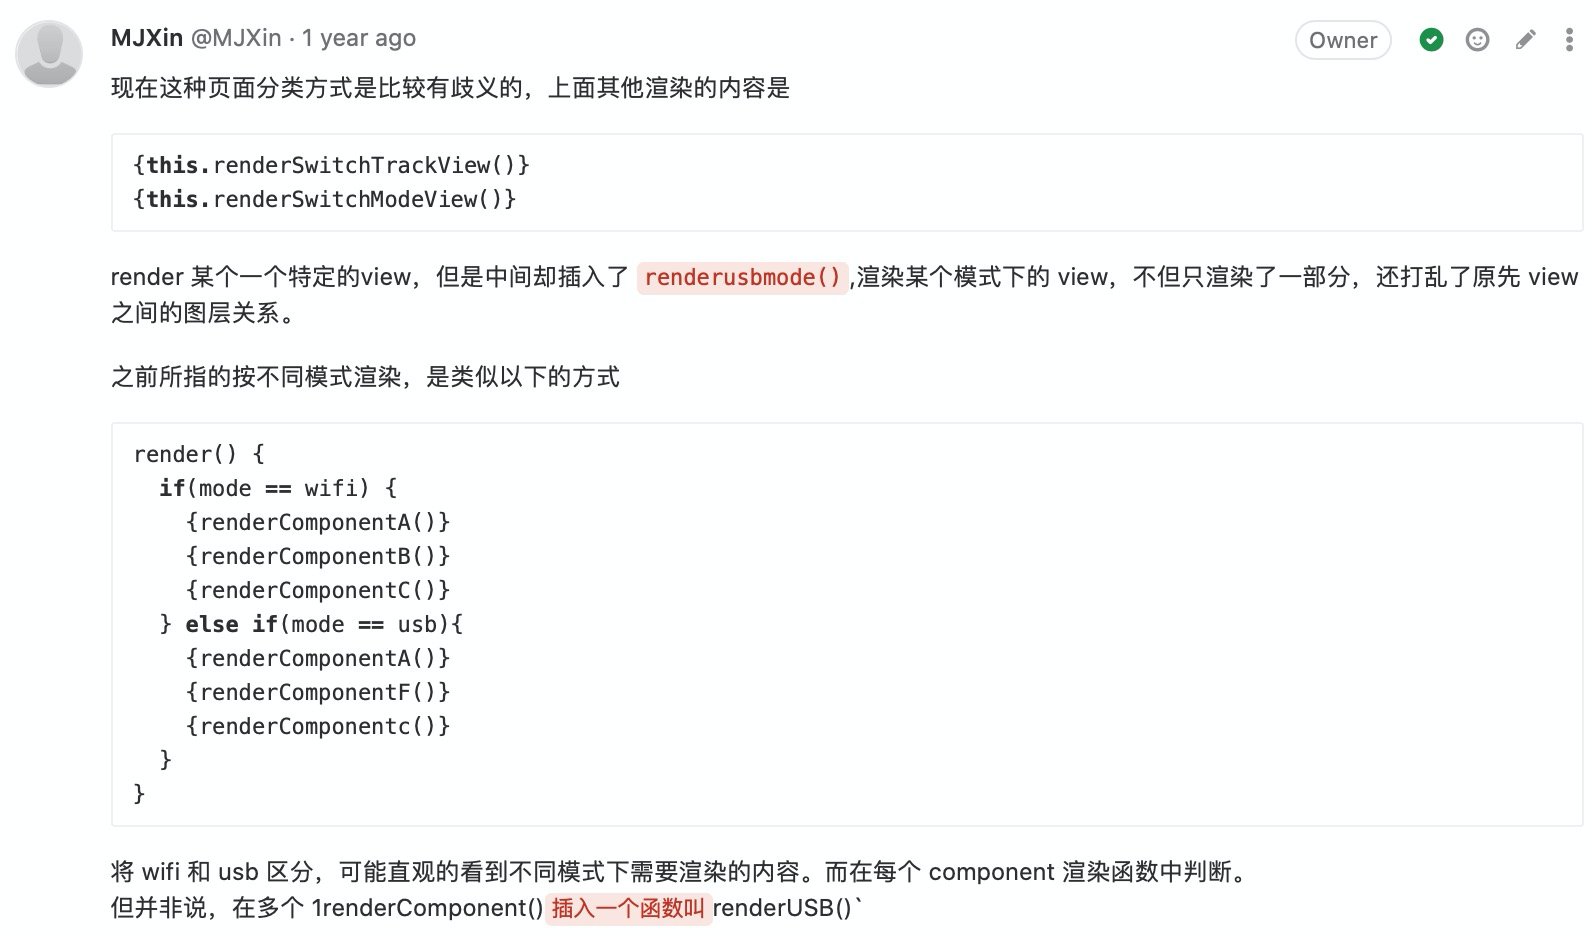 MJXin @MJXin · 1 year ago
Owner
现在这种页面分类方式是比较有歧义的，上面其他渲染的内容是
{this.renderSwitchTrackView()}
{this.renderSwitchModeView()}
render 某个一个特定的view，但是中间却插入了 renderusbmode() ,渲染某个模式下的 view，不但只渲染了一部分，还打乱了原先 view
之间的图层关系。
之前所指的按不同模式渲染，是类似以下的方式
render() {
  if(mode == wifi) {
    {renderComponentA()}
    {renderComponentB()}
    {renderComponentC()}
  } else if(mode == usb){
    {renderComponentA()}
    {renderComponentF()}
    {renderComponentc()}
  }
}
将 wifi 和 usb 区分，可能直观的看到不同模式下需要渲染的内容。而在每个 component 渲染函数中判断。
但并非说，在多个 1renderComponent() 插入一个函数叫 renderUSB()`